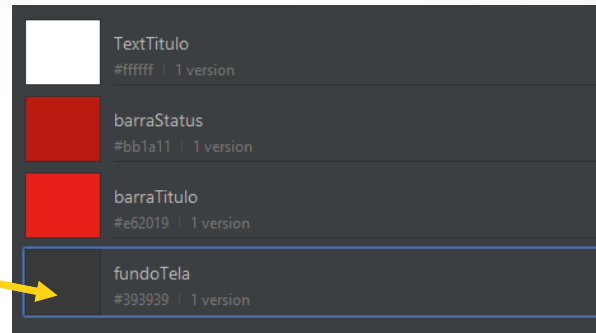 TextTitulo
#ffffff | 1 version
barraStatus
#bb1a11 | 1 version
barraTitulo
#e62019 | 1 version
fundoTela
#393939 | 1 version